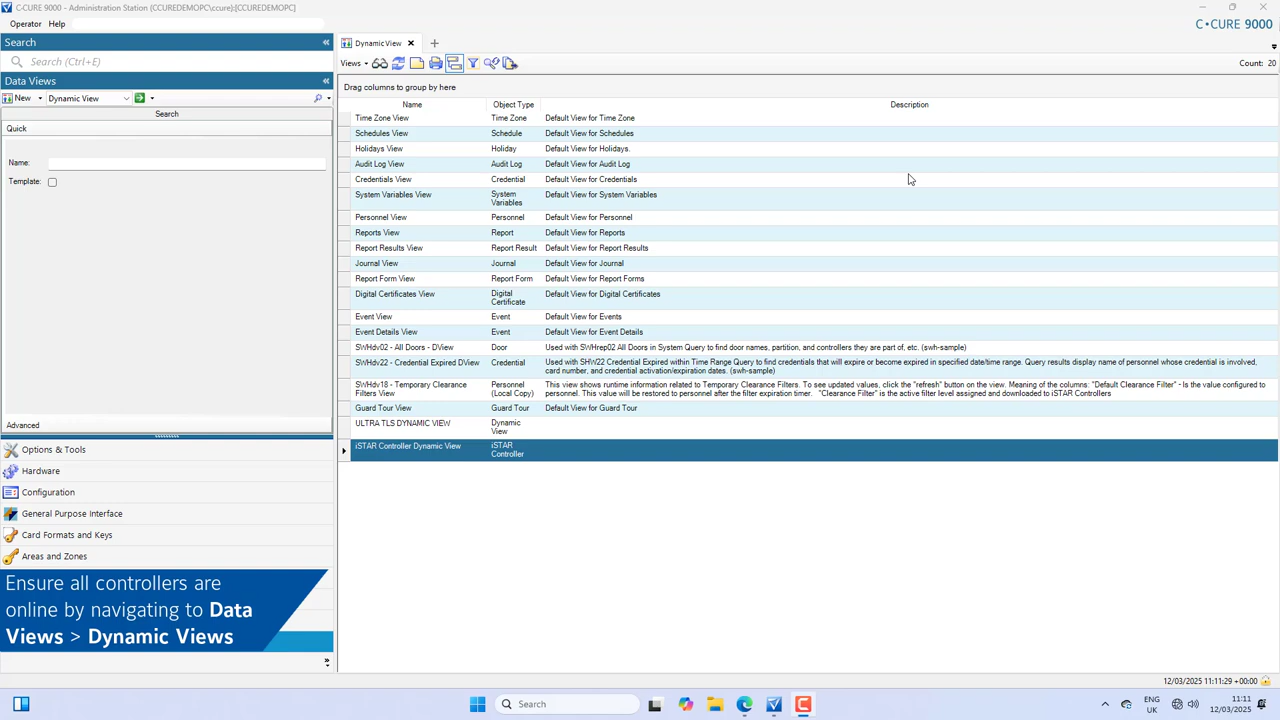 C•CURE 9000 - Administration Station (CCUREDEMOPC\ccure):[CCUREDEMOPC]
Operator Help
C•CURE 9000
Search
Search (Ctrl+E)
Data Views
New Dynamic View
Search
Quick
Name:
Template:
Advanced
Options & Tools
Hardware
Configuration
General Purpose Interface
Card Formats and Keys
Areas and Zones
Ensure all controllers are
online by navigating to Data
Views > Dynamic Views
Dynamic View
Views
Count: 20
Drag columns to group by here
Name Object Type Description
Time Zone View Time Zone Default View for Time Zone
Schedules View Schedule Default View for Schedules
Holidays View Holiday Default View for Holidays.
Audit Log View Audit Log Default View for Audit Log
Credentials View Credential Default View for Credentials
System Variables View System Default View for System Variables
Variables
Personnel View Personnel Default View for Personnel
Reports View Report Default View for Reports
Report Results View Report Result Default View for Report Results
Journal View Journal Default View for Journal
Report Form View Report Form Default View for Report Forms
Digital Certificates View Digital Default View for Digital Certificates
Certificate
Event View Event Default View for Events
Event Details View Event Default View for Event Details
SWHdv02 - All Doors - DView Door Used with SWHrep02 All Doors in System Query to find door names, partition, and controllers they are part of, etc. (swh-sample)
SWHdv22 - Credential Expired DView Credential Used with SHW22 Credential Expired within Time Range Query to find credentials that will expire or become expired in specified date/time range. Query results display name of personnel whose credential is involved,
card number, and credential activation/expiration dates. (swh-sample)
SWHdv18 - Temporary Clearance Personnel This view shows runtime information related to Temporary Clearance Filters. To see updated values, click the "refresh" button on the view. Meaning of the columns: "Default Clearance Filter" - Is the value configured to
Filters View (Local Copy) personnel. This value will be restored to personnel after the filter expiration timer. "Clearance Filter" is the active filter level assigned and downloaded to iSTAR Controllers
Guard Tour View Guard Tour Default View for Guard Tour
ULTRA TLS DYNAMIC VIEW Dynamic
View
iSTAR Controller Dynamic View iSTAR
Controller
12/03/2025 11:11:29 +00:00
Search
ENG
UK
11:11
12/03/2025